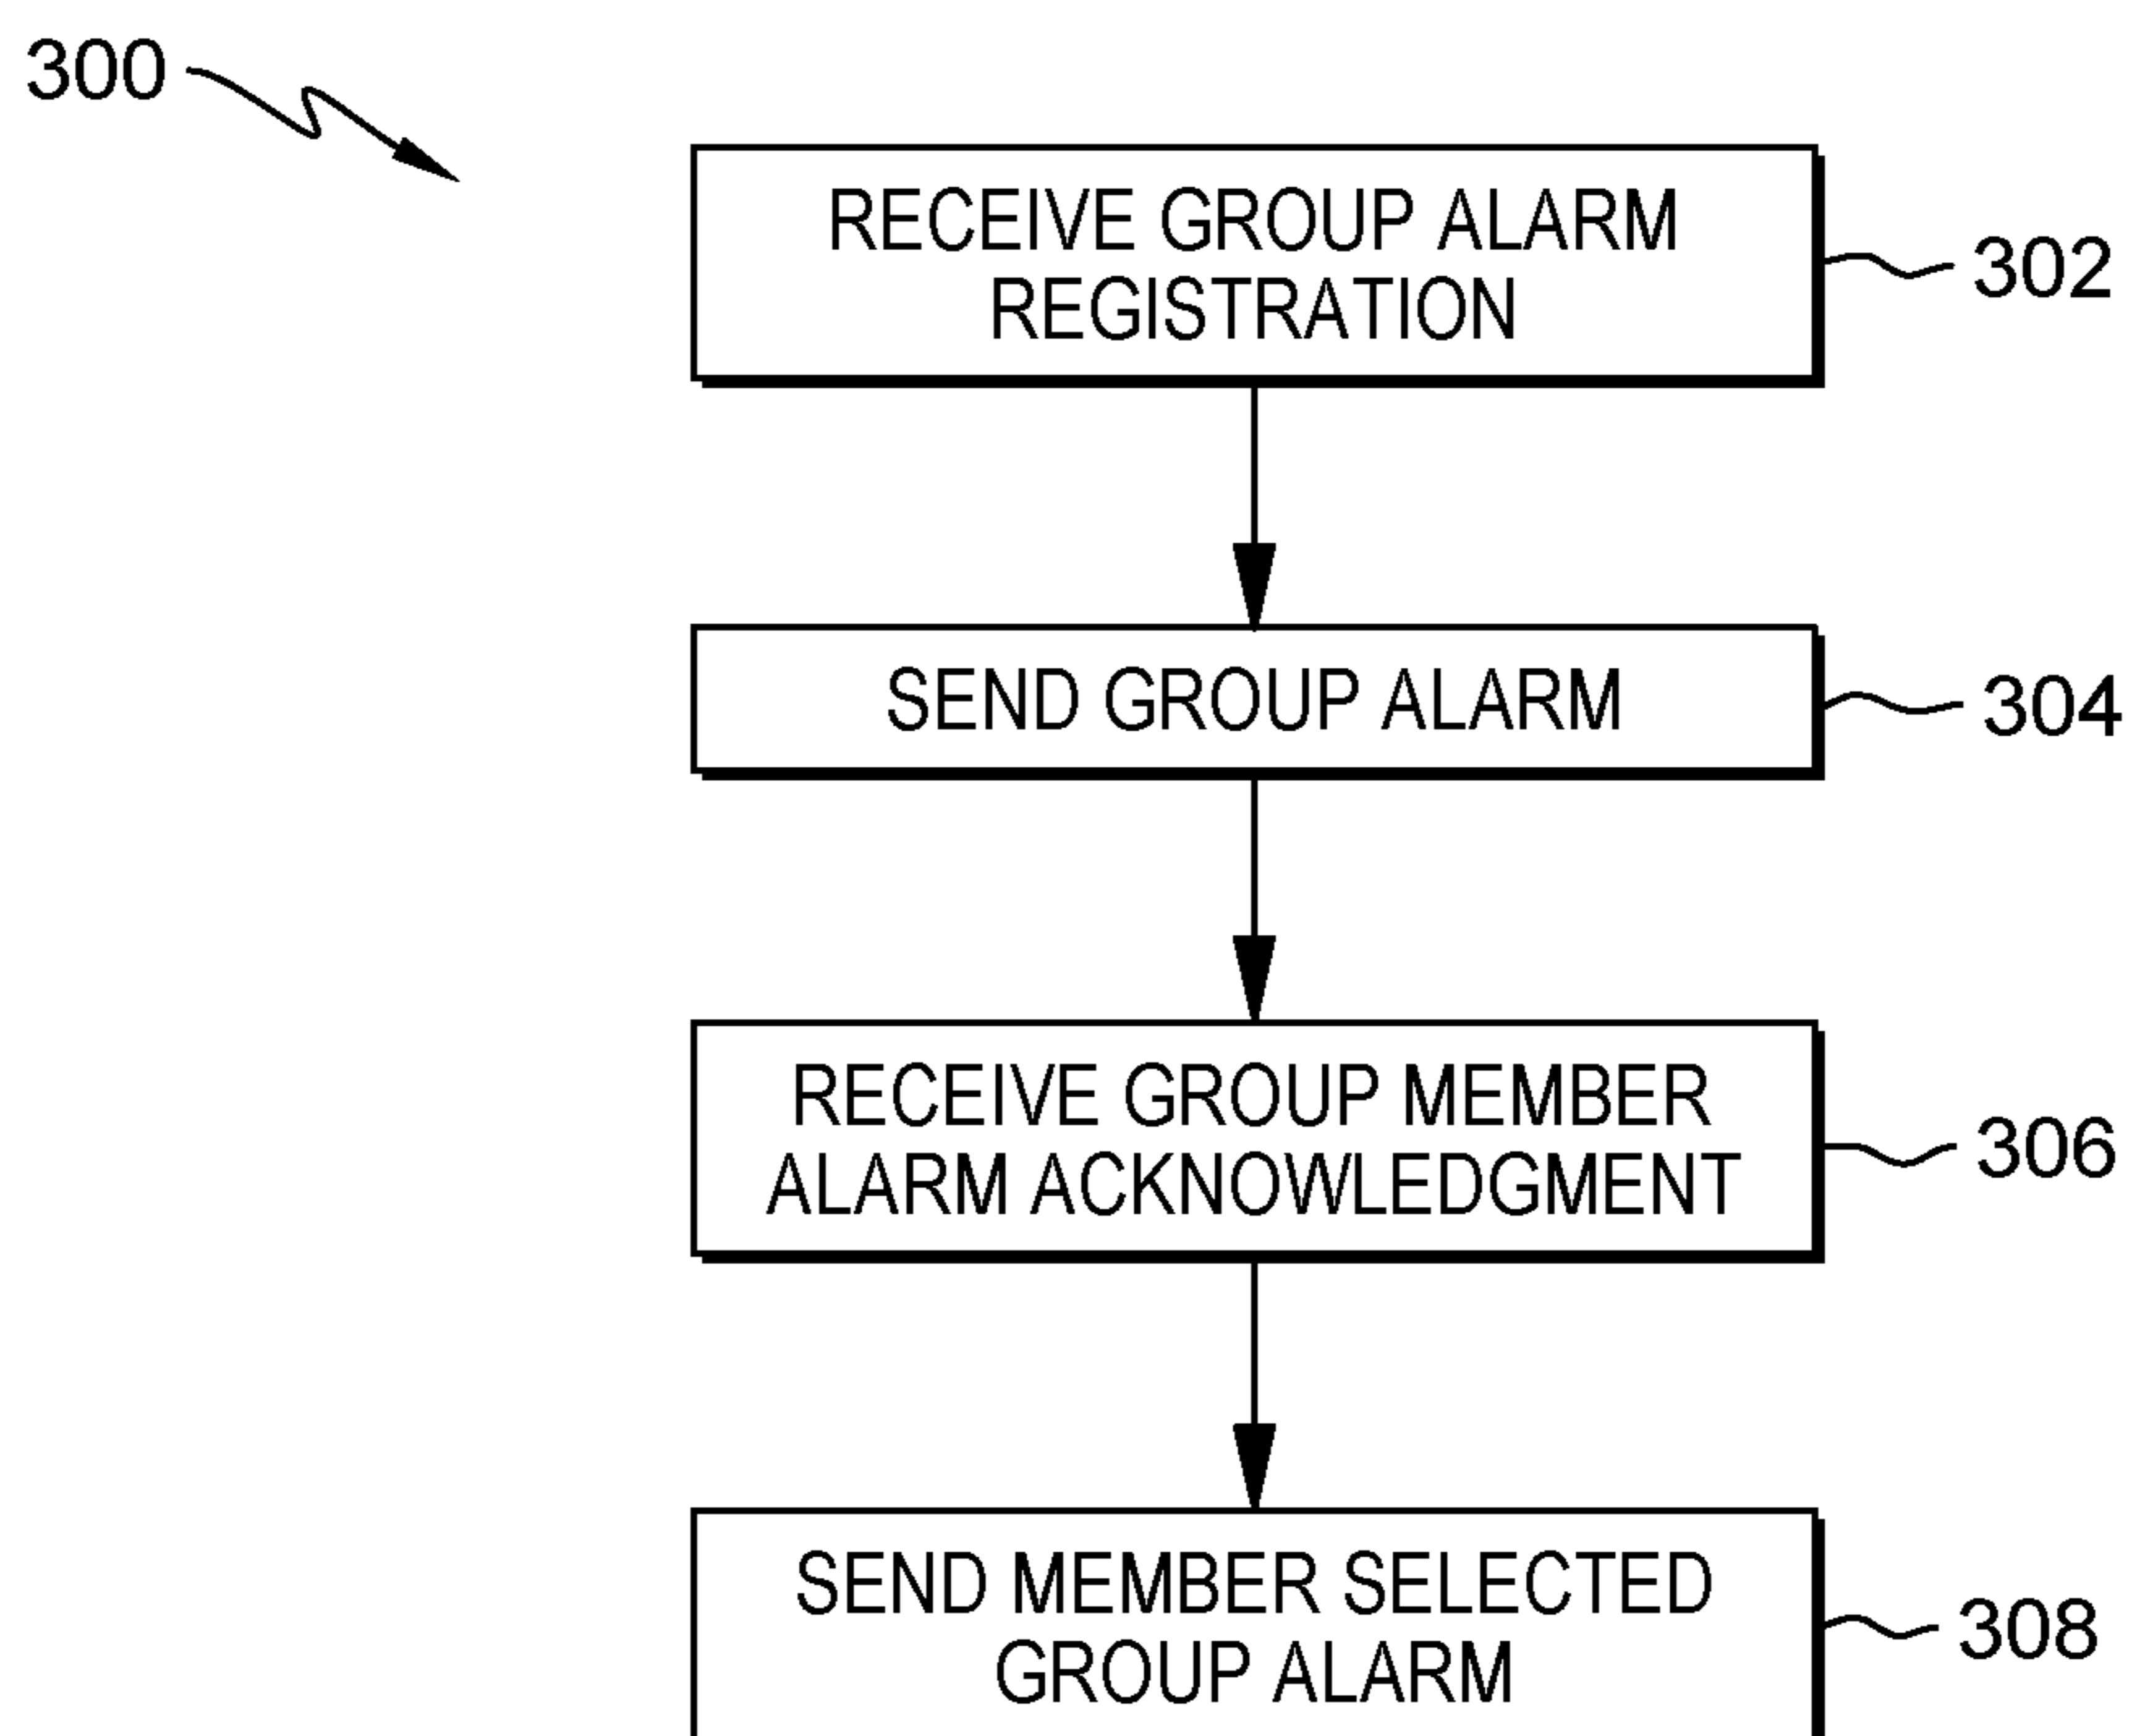 300
RECEIVE GROUP ALARM
REGISTRATION
302
SEND GROUP ALARM
304
RECEIVE GROUP MEMBER
ALARM ACKNOWLEDGMENT
306
SEND MEMBER SELECTED
GROUP ALARM
308